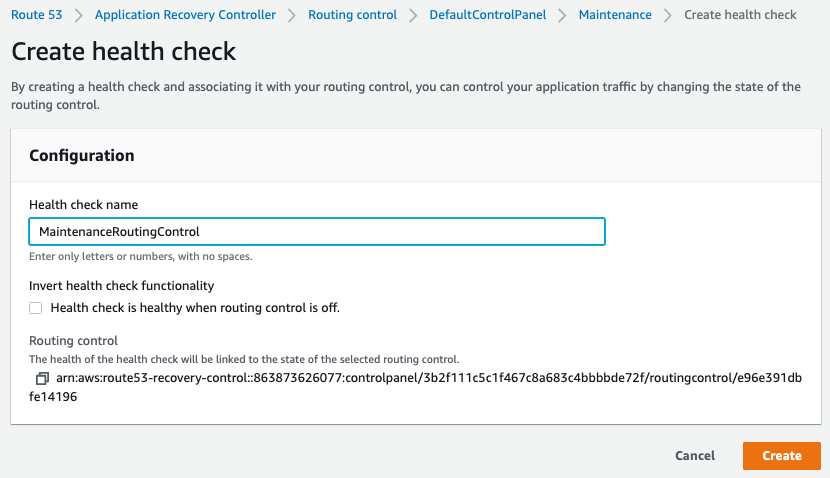 Route 53 > Application Recovery Controller > Routing control > DefaultControlPanel > Maintenance > Create health check
Create health check
By creating a health check and associating it with your routing control, you can control your application traffic by changing the state of the
routing control.
Configuration
Health check name
MaintenanceRoutingControl
Enter only letters or numbers, with no spaces.
Invert health check functionality
Health check is healthy when routing control is off.
Routing control
The health of the health check will be linked to the state of the selected routing control.
arn:aws:route53-recovery-control::863873626077:controlpanel/3b2f111c5c1f467c8a683c4bbbbde72f/routingcontrol/e96e391db
fe14196
Cancel Create